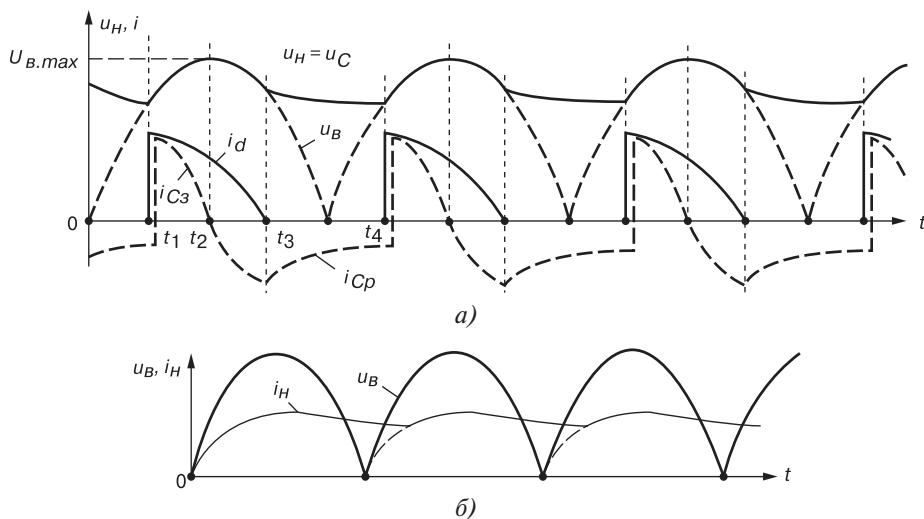 u_н, i
U_в.max
u_н = u_C
u_в
i_d
i_Cз
0
t_1
t_2
t_3
t_4
t
i_Cр
а)
u_в, i_н
i_н
u_в
0
t
б)